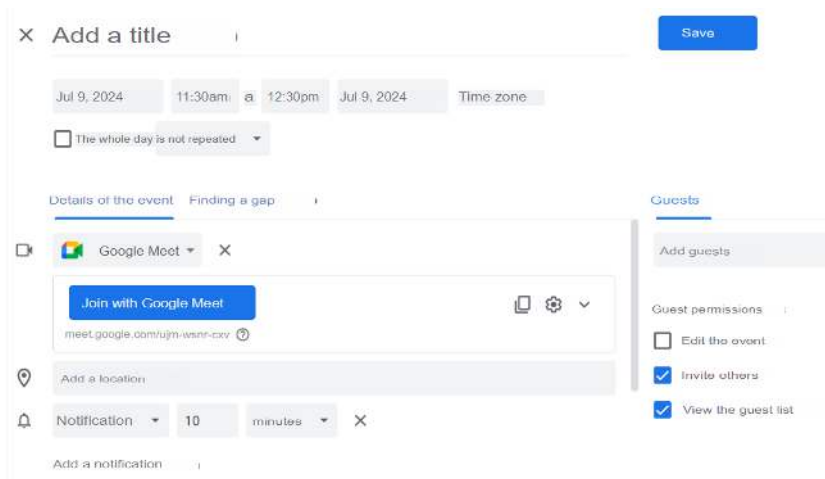 Add a title
Save
Jul 9, 2024 11:30am a 12:30pm Jul 9, 2024 Time zone
The whole day is not repeated
Details of the event Finding a gap
Guests
Google Meet
Add guests
Join with Google Meet
meet.google.com/ujm-wsnr-cxv
Guest permissions
Edit the event
Add a location
Invite others
Notification 10 minutes
View the guest list
Add a notification